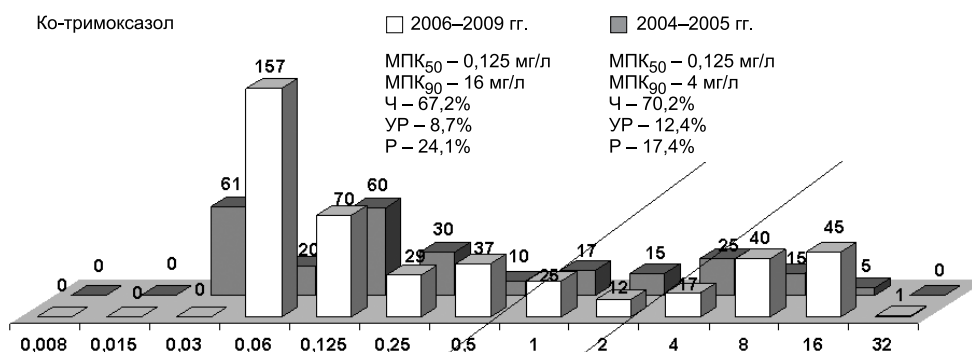 Ко-тримоксазол
2006–2009 гг.
МПК50 – 0,125 мг/л
МПК90 – 16 мг/л
Ч – 67,2%
УР – 8,7%
Р – 24,1%
2004–2005 гг.
МПК50 – 0,125 мг/л
МПК90 – 4 мг/л
Ч – 70,2%
УР – 12,4%
Р – 17,4%
0 0 61 20 60 30 10 17 15 25 15 5 0
0 0 0 157 70 29 37 25 12 17 40 45 1
0,008 0,015 0,03 0,06 0,125 0,25 0,5 1 2 4 8 16 32